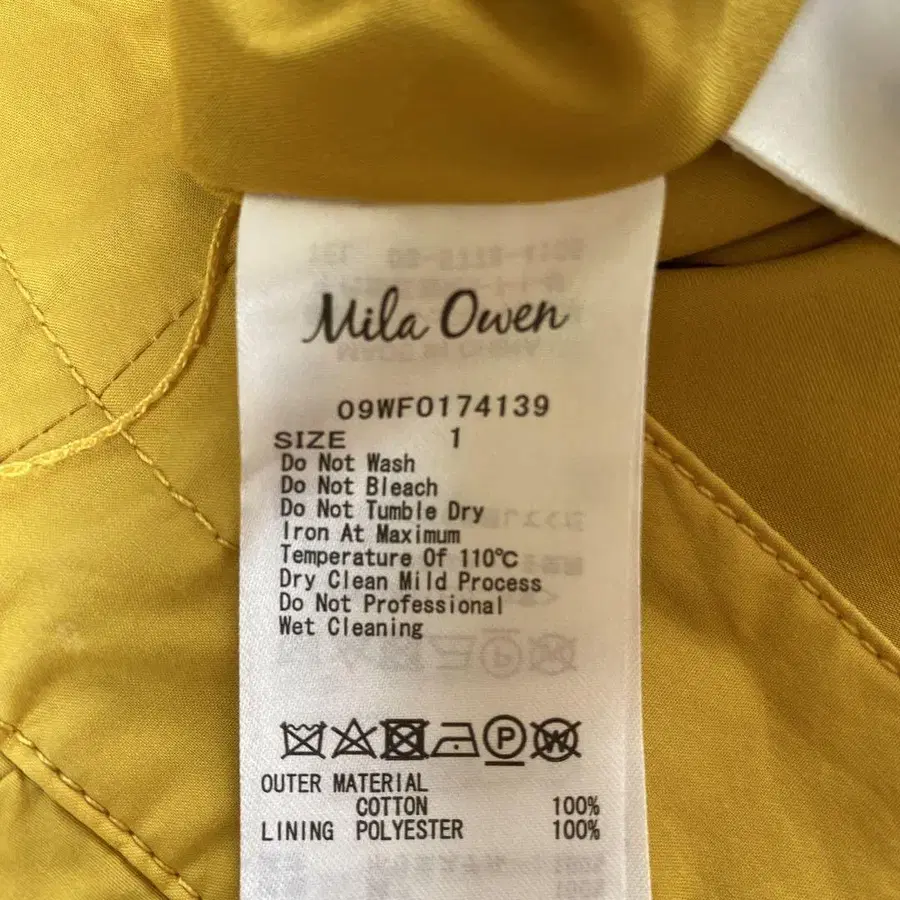 Mila Owen
09WF0174139
SIZE 1
Do Not Wash
Do Not Bleach
Do Not Tumble Dry
Iron At Maximum
Temperature Of 110℃
Dry Clean Mild Process
Do Not Professional
Wet Cleaning
P W
OUTER MATERIAL
COTTON 100%
LINING POLYESTER 100%